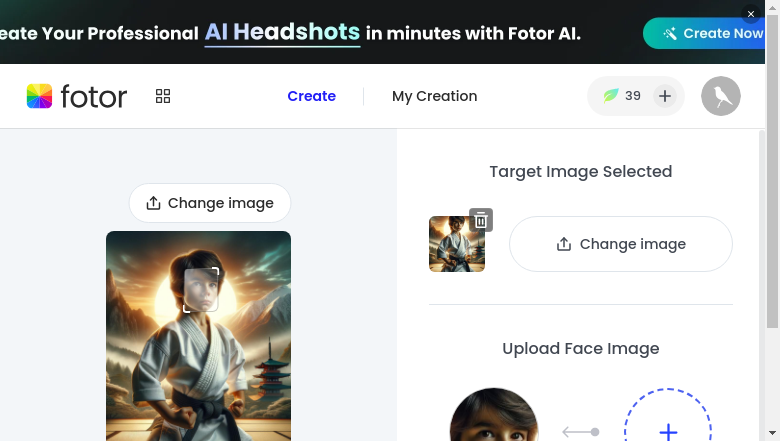 eate Your Professional AI Headshots in minutes with Fotor AI.
Create Now
fotor
Create
My Creation
39
Change image
Target Image Selected
Change image
Upload Face Image